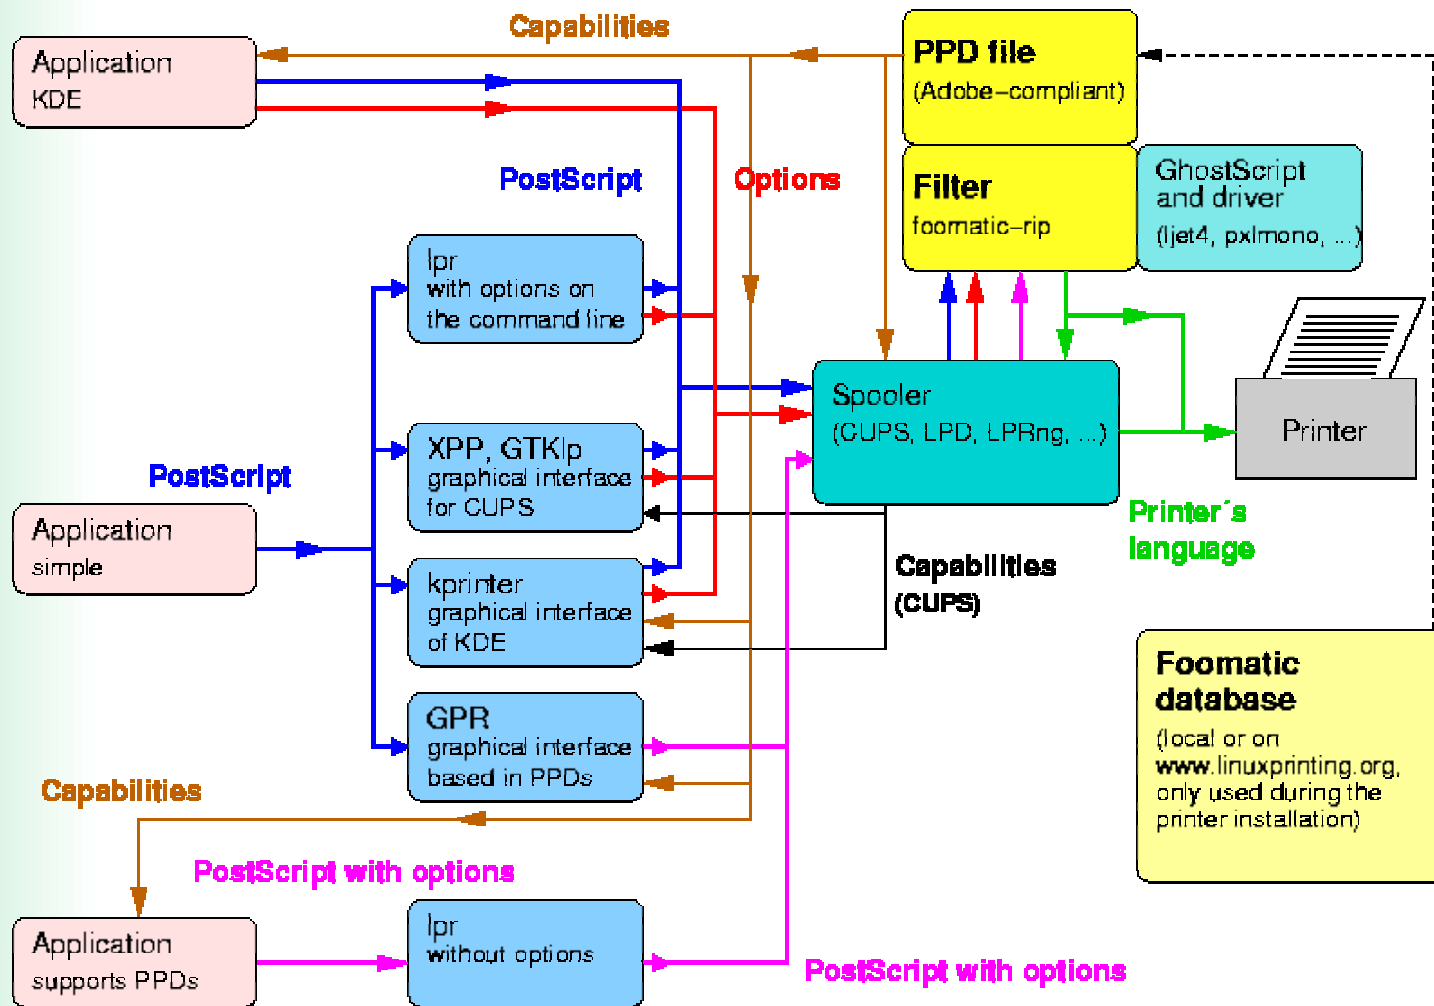 Capabilities
Application
KDE
PPD file
(Adobe-compliant)
PostScript
Options
Filter
foomatic-rip
GhostScript
and driver
(ljet4, pxlmono, ...)
lpr
with options on
the command line
Spooler
(CUPS, LPD, LPRng, ...)
Printer
XPP, GTKlp
graphical interface
for CUPS
PostScript
Application
simple
Printer´s
language
Capabilities
(CUPS)
kprinter
graphical interface
of KDE
Foomatic
database
(local or on
www.linuxprinting.org,
only used during the
printer installation)
GPR
graphical interface
based in PPDs
Capabilities
PostScript with options
Application
supports PPDs
lpr
without options
PostScript with options